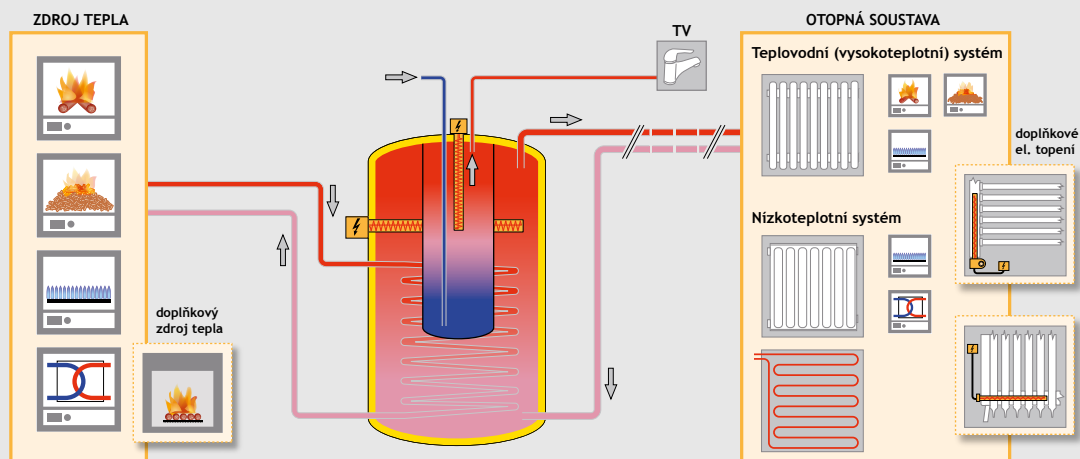 ZDROJ TEPLA
doplňkový
zdroj tepla
TV
OTOPNÁ SOUSTAVA
Teplovodní (vysokoteplotní) systém
doplňkové
el. topení
Nízkoteplotní systém